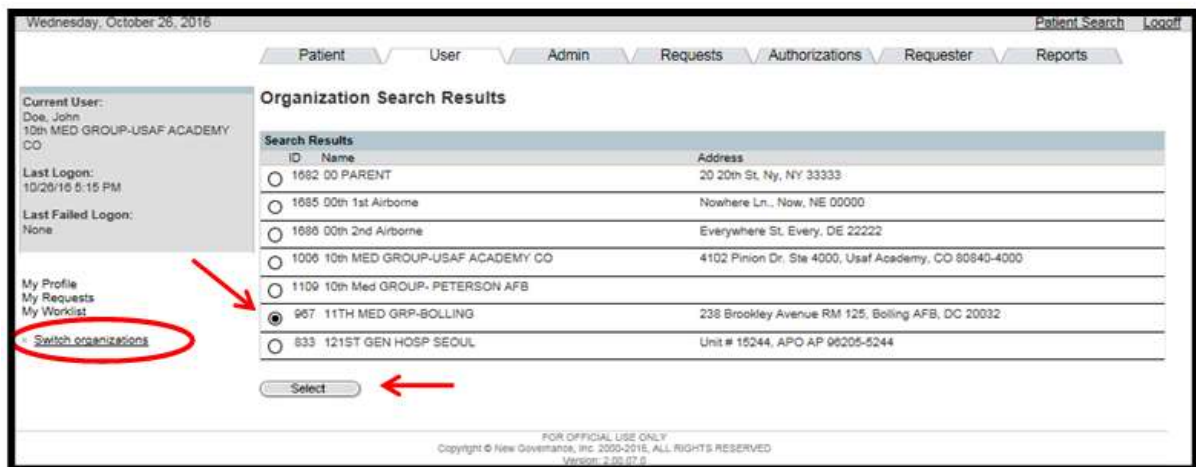 Wednesday, October 26, 2016 Patient Search Logoff
Patient User Admin Requests Authorizations Requester Reports
Current User:
Doe, John
10th MED GROUP-USAF ACADEMY
CO
Last Logon:
10/26/16 5:15 PM
Last Failed Logon:
None
My Profile
My Requests
My Worklist
Switch organizations
Organization Search Results
Search Results
ID Name Address
1682 00 PARENT 20 20th St, Ny, NY 33333
1685 00th 1st Airborne Nowhere Ln., Now, NE 00000
1686 00th 2nd Airborne Everywhere St, Every, DE 22222
1006 10th MED GROUP-USAF ACADEMY CO 4102 Pinion Dr. Ste 4000, Usaf Academy, CO 80840-4000
1109 10th Med GROUP- PETERSON AFB
967 11TH MED GRP-BOLLING 238 Brookley Avenue RM 125, Bolling AFB, DC 20032
833 121ST GEN HOSP SEOUL Unit # 15244, APO AP 96205-5244
Select
FOR OFFICIAL USE ONLY
Copyright © New Governance, Inc. 2000-2016, ALL RIGHTS RESERVED
Version: 2.00.07.0